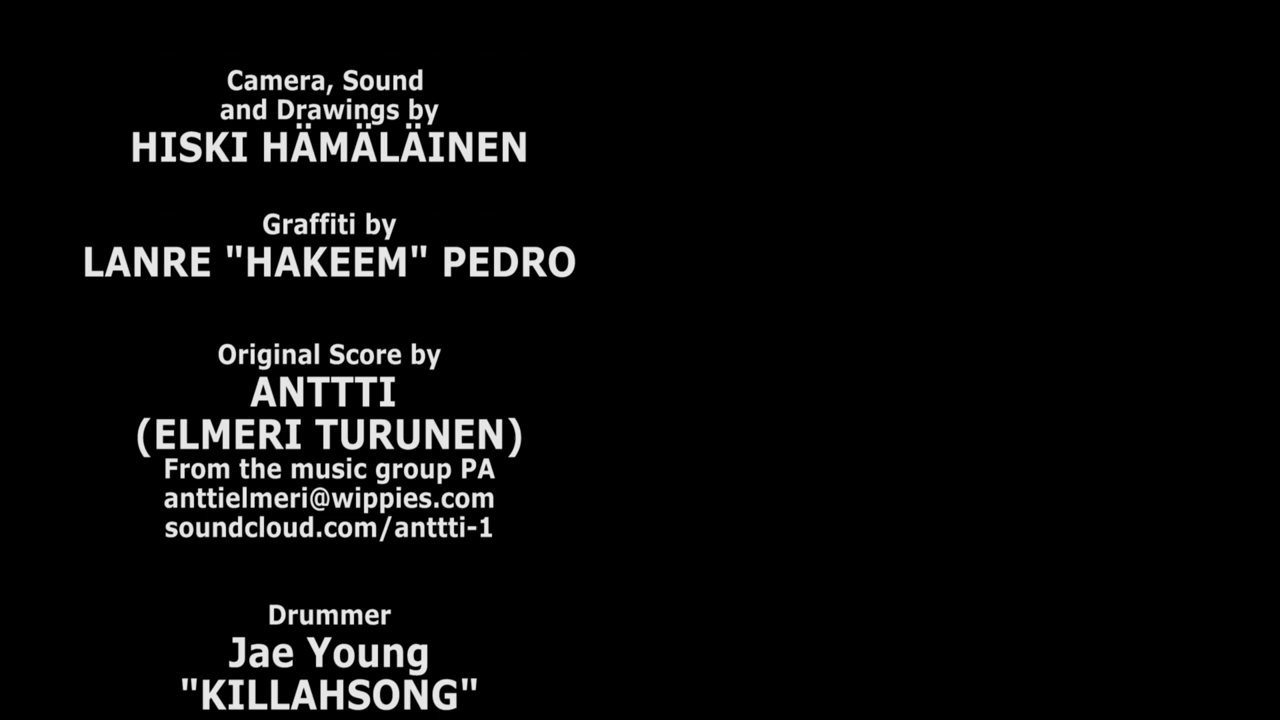 Camera, Sound
and Drawings by
HISKI HÄMÄLÄINEN
Graffiti by
LANRE "HAKEEM" PEDRO
Original Score by
ANTTTI
(ELMERI TURUNEN)
From the music group PA
anttielmeri@wippies.com
soundcloud.com/anttti-1
Drummer
Jae Young
"KILLAHSONG"